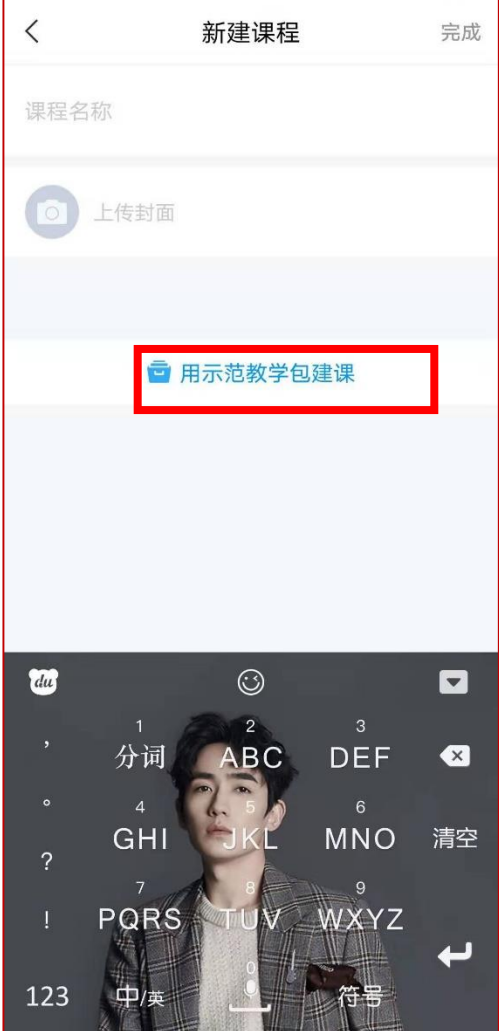 新建课程
完成
课程名称
上传封面
用示范教学包建课
du
1 2 3
, 分词 ABC DEF
。 4 5 6
GHI JKL MNO 清空
?
7 8 9
! PQRS TUV WXYZ
0
123 中/英 符号